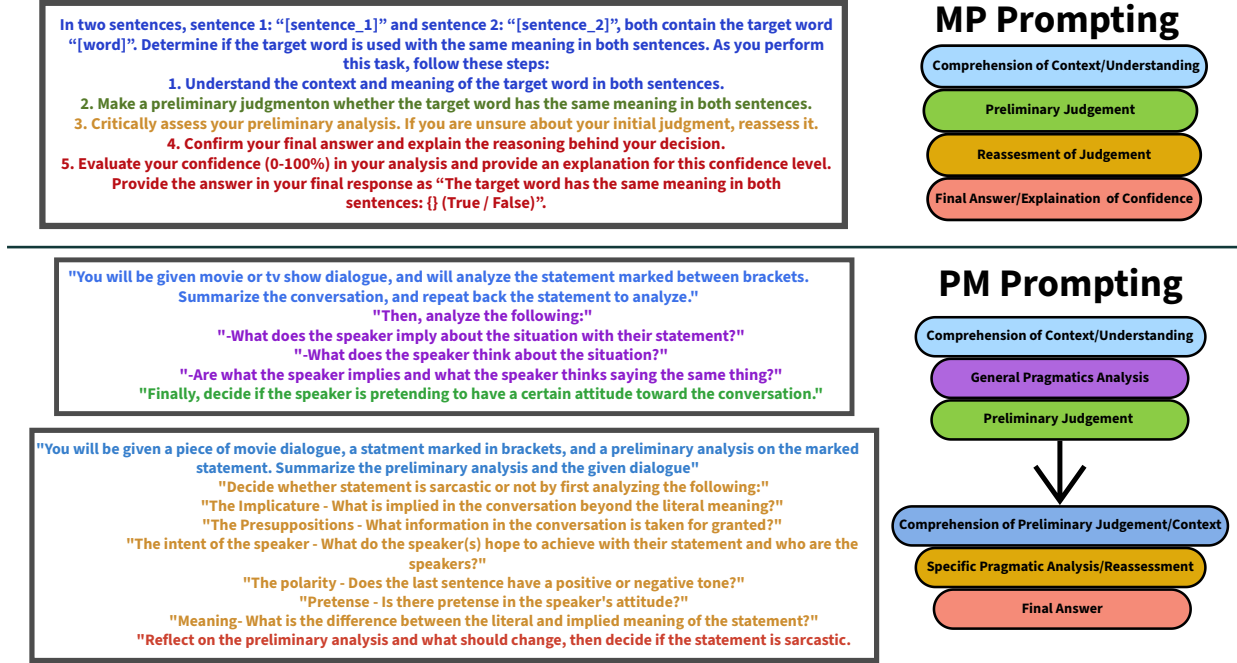 In two sentences, sentence 1: “[sentence_1]” and sentence 2: “[sentence_2]”, both contain the target word
“[word]”. Determine if the target word is used with the same meaning in both sentences. As you perform
this task, follow these steps:
1. Understand the context and meaning of the target word in both sentences.
2. Make a preliminary judgmenton whether the target word has the same meaning in both sentences.
3. Critically assess your preliminary analysis. If you are unsure about your initial judgment, reassess it.
4. Confirm your final answer and explain the reasoning behind your decision.
5. Evaluate your confidence (0-100%) in your analysis and provide an explanation for this confidence level.
Provide the answer in your final response as “The target word has the same meaning in both
sentences: {} (True / False)”.
MP Prompting
Comprehension of Context/Understanding
Preliminary Judgement
Reassesment of Judgement
Final Answer/Explaination of Confidence
"You will be given movie or tv show dialogue, and will analyze the statement marked between brackets.
Summarize the conversation, and repeat back the statement to analyze."
"Then, analyze the following:"
"-What does the speaker imply about the situation with their statement?"
"-What does the speaker think about the situation?"
"-Are what the speaker implies and what the speaker thinks saying the same thing?"
"Finally, decide if the speaker is pretending to have a certain attitude toward the conversation."
"You will be given a piece of movie dialogue, a statment marked in brackets, and a preliminary analysis on the marked
statement. Summarize the preliminary analysis and the given dialogue"
"Decide whether statement is sarcastic or not by first analyzing the following:"
"The Implicature - What is implied in the conversation beyond the literal meaning?"
"The Presuppositions - What information in the conversation is taken for granted?"
"The intent of the speaker - What do the speaker(s) hope to achieve with their statement and who are the
speakers?"
"The polarity - Does the last sentence have a positive or negative tone?"
"Pretense - Is there pretense in the speaker's attitude?"
"Meaning- What is the difference between the literal and implied meaning of the statement?"
"Reflect on the preliminary analysis and what should change, then decide if the statement is sarcastic.
PM Prompting
Comprehension of Context/Understanding
General Pragmatics Analysis
Preliminary Judgement
Comprehension of Preliminary Judgement/Context
Specific Pragmatic Analysis/Reassessment
Final Answer